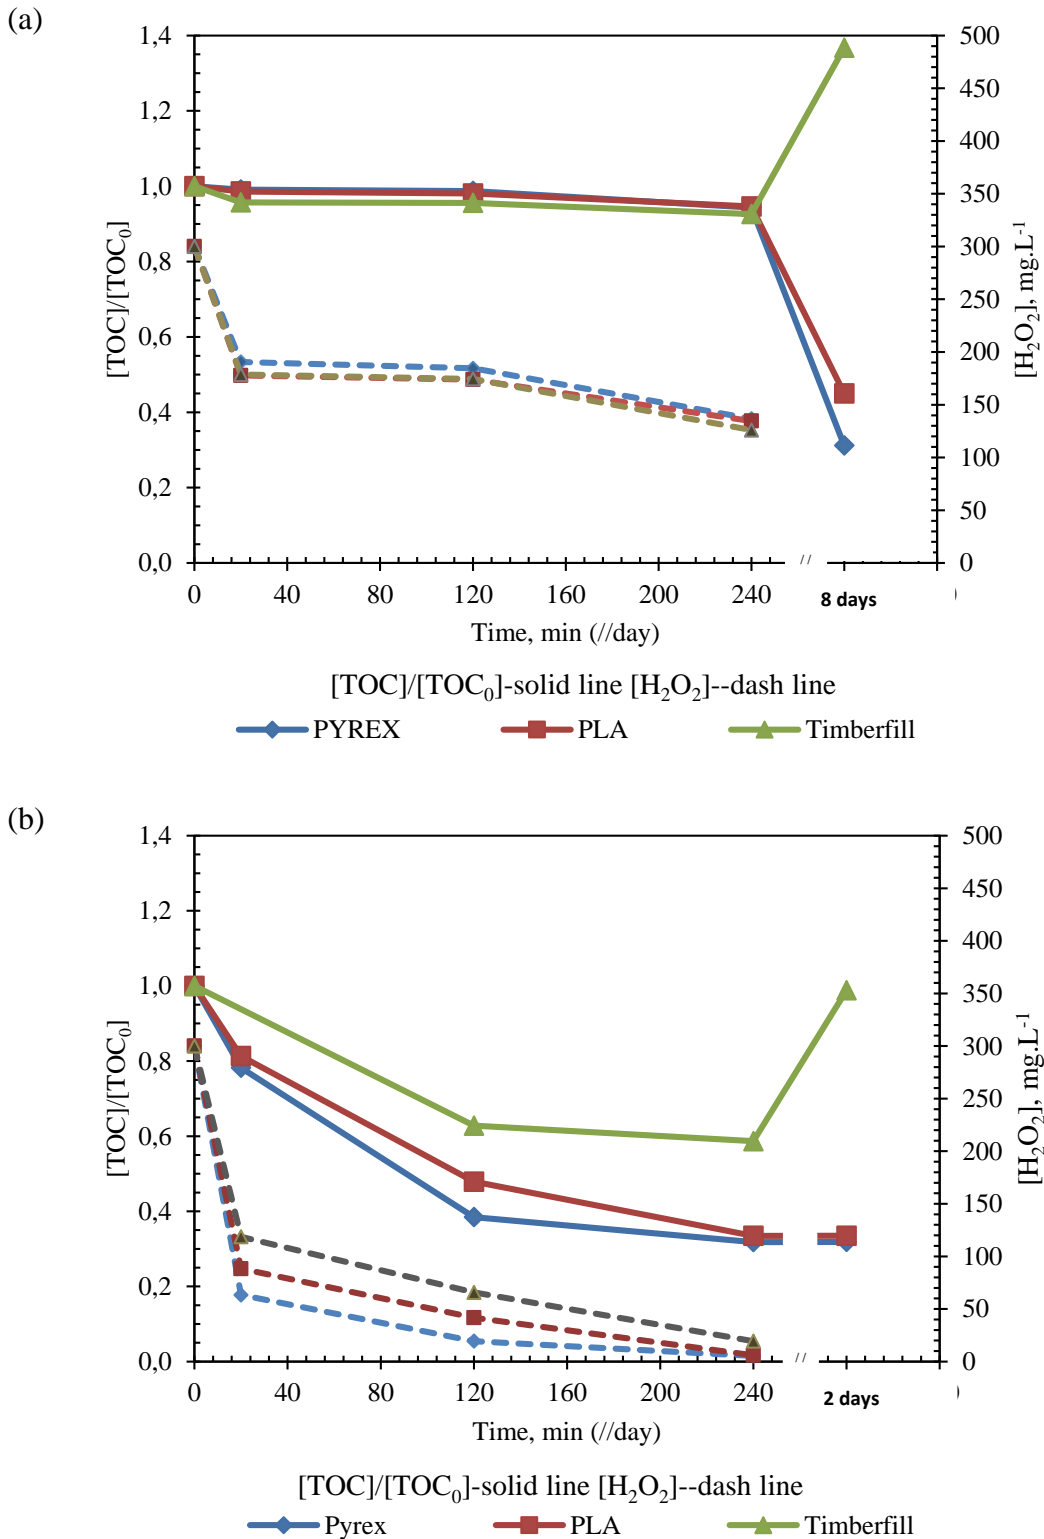 (a)
1,4
1,2
1,0
0,8
0,6
0,4
0,2
0,0
[TOC]/[TOC₀]
500
450
400
350
300
250
200
150
100
50
0
[H₂O₂], mg.L⁻¹
0 40 80 120 160 200 240 // 8 days
Time, min (//day)
[TOC]/[TOC₀]-solid line [H₂O₂]--dash line
PYREX PLA Timberfill
(b)
1,4
1,2
1,0
0,8
0,6
0,4
0,2
0,0
[TOC]/[TOC₀]
500
450
400
350
300
250
200
150
100
50
0
[H₂O₂], mg.L⁻¹
0 40 80 120 160 200 240 // 2 days
Time, min (//day)
[TOC]/[TOC₀]-solid line [H₂O₂]--dash line
Pyrex PLA Timberfill